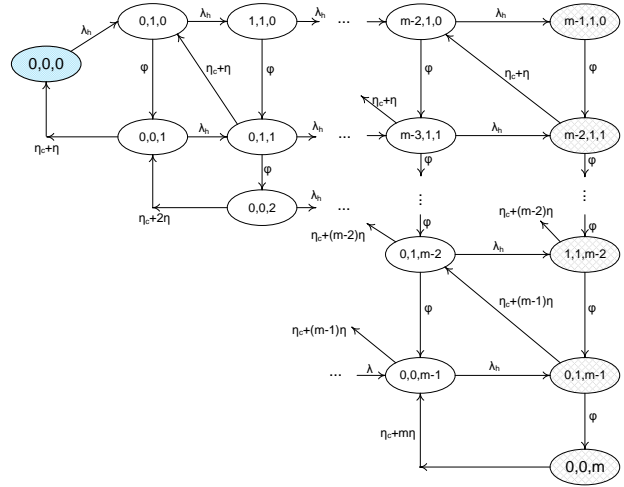 0,1,0 λh 1,1,0 λh ... m-2,1,0 λh m-1,1,0
λh
0,0,0
φ φ φ φ
ηc+η
ηc+η
ηc+η
0,0,1 λh 0,1,1 λh ... m-3,1,1 λh m-2,1,1
ηc+η
φ φ φ
0,0,2 λh ... ⋮ ⋮
ηc+2η
ηc+(m-2)η
φ φ
ηc+(m-2)η
0,1,m-2 λh 1,1,m-2
φ φ
ηc+(m-1)η
ηc+(m-1)η
... λ 0,0,m-1 λh 0,1,m-1
φ
ηc+mη
0,0,m